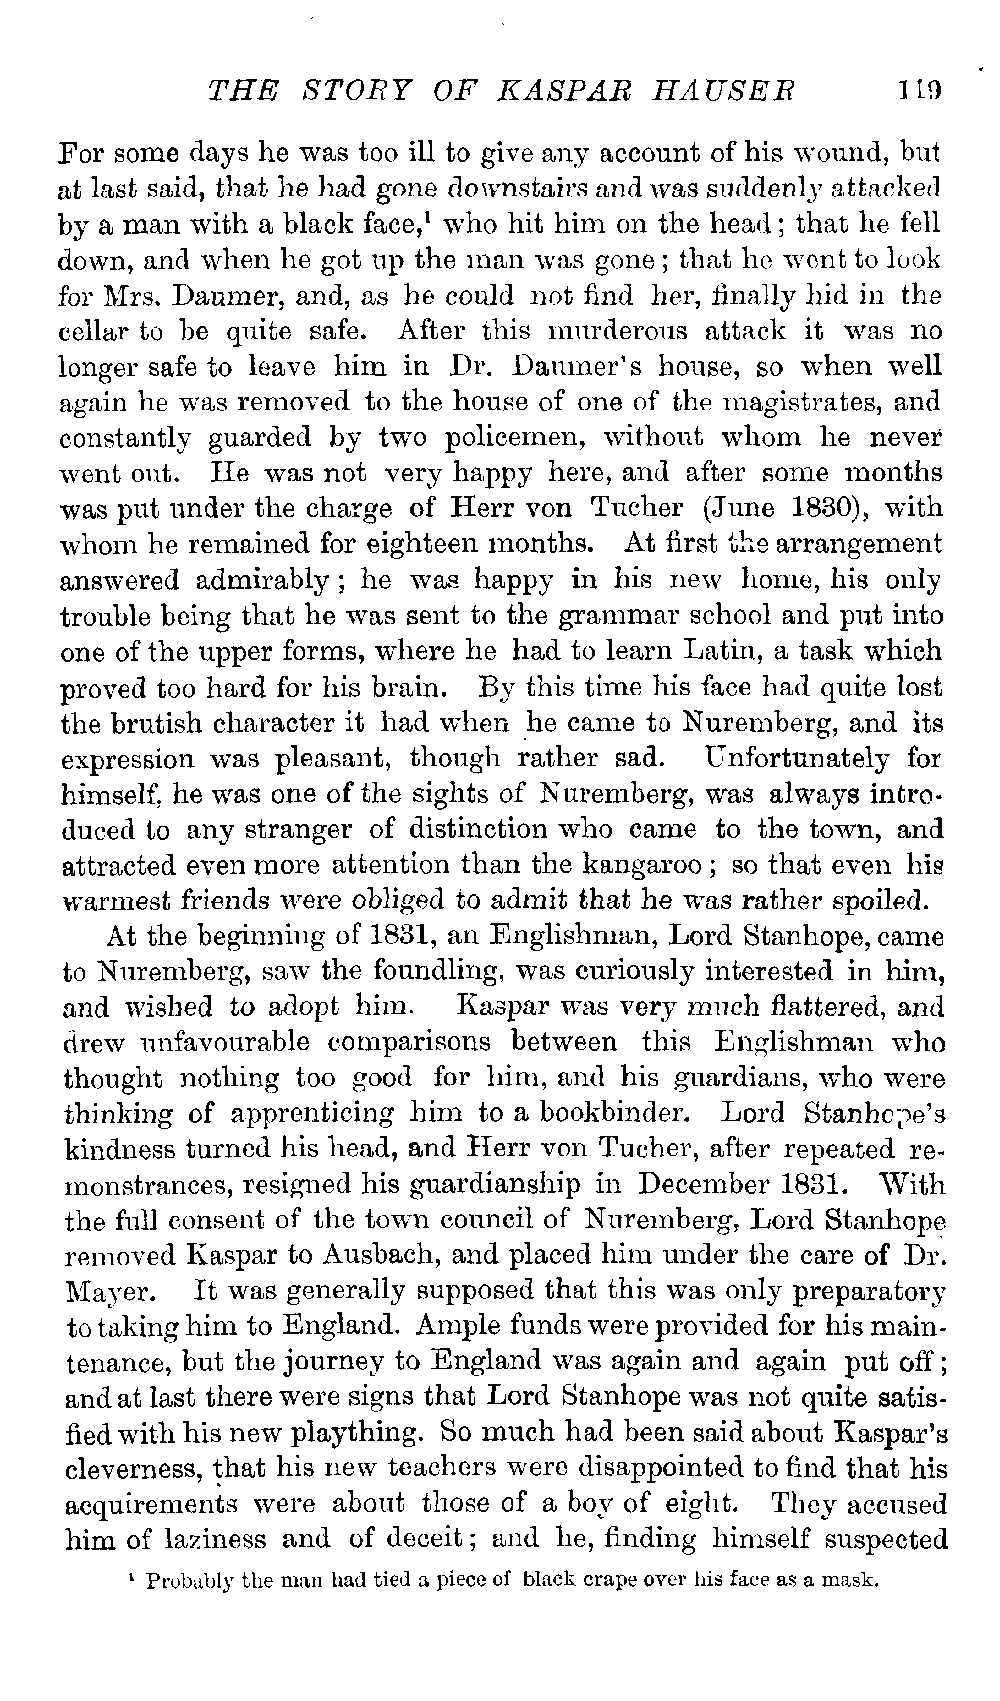 THE STORY OF KASPAR HAUSER 119
For some days he was too ill to give any account of his wound, but
at last said, that he had gone downstairs and was suddenly attacked
by a man with a black face,¹ who hit him on the head; that he fell
down, and when he got up the man was gone; that he went to look
for Mrs. Daumer, and, as he could not find her, finally hid in the
cellar to be quite safe. After this murderous attack it was no
longer safe to leave him in Dr. Daumer's house, so when well
again he was removed to the house of one of the magistrates, and
constantly guarded by two policemen, without whom he never
went out. He was not very happy here, and after some months
was put under the charge of Herr von Tucher (June 1830), with
whom he remained for eighteen months. At first the arrangement
answered admirably; he was happy in his new home, his only
trouble being that he was sent to the grammar school and put into
one of the upper forms, where he had to learn Latin, a task which
proved too hard for his brain. By this time his face had quite lost
the brutish character it had when he came to Nuremberg, and its
expression was pleasant, though rather sad. Unfortunately for
himself, he was one of the sights of Nuremberg, was always intro-
duced to any stranger of distinction who came to the town, and
attracted even more attention than the kangaroo; so that even his
warmest friends were obliged to admit that he was rather spoiled.
At the beginning of 1831, an Englishman, Lord Stanhope, came
to Nuremberg, saw the foundling, was curiously interested in him,
and wished to adopt him. Kaspar was very much flattered, and
drew unfavourable comparisons between this Englishman who
thought nothing too good for him, and his guardians, who were
thinking of apprenticing him to a bookbinder. Lord Stanhope's
kindness turned his head, and Herr von Tucher, after repeated re-
monstrances, resigned his guardianship in December 1831. With
the full consent of the town council of Nuremberg, Lord Stanhope
removed Kaspar to Ausbach, and placed him under the care of Dr.
Mayer. It was generally supposed that this was only preparatory
to taking him to England. Ample funds were provided for his main-
tenance, but the journey to England was again and again put off;
and at last there were signs that Lord Stanhope was not quite satis-
fied with his new plaything. So much had been said about Kaspar's
cleverness, that his new teachers were disappointed to find that his
acquirements were about those of a boy of eight. They accused
him of laziness and of deceit; and he, finding himself suspected
¹ Probably the man had tied a piece of black crape over his face as a mask.